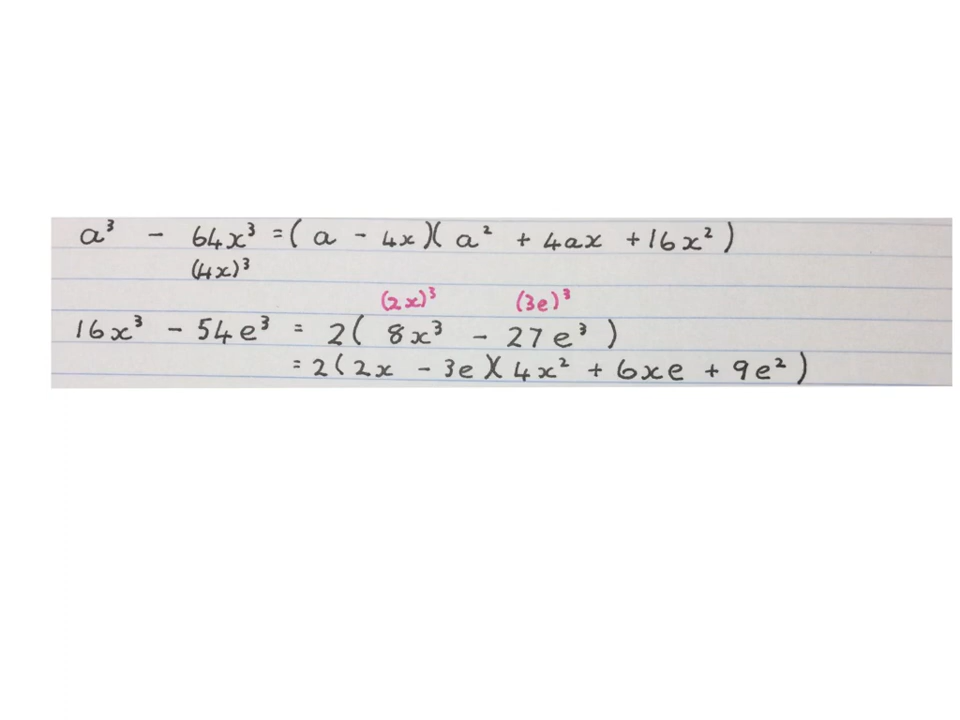 a³ - 64x³ = (a - 4x)(a² + 4ax + 16x²)
(4x)³
(2x)³ (3e)³
16x³ - 54e³ = 2(8x³ - 27e³)
= 2(2x - 3e)(4x² + 6xe + 9e²)